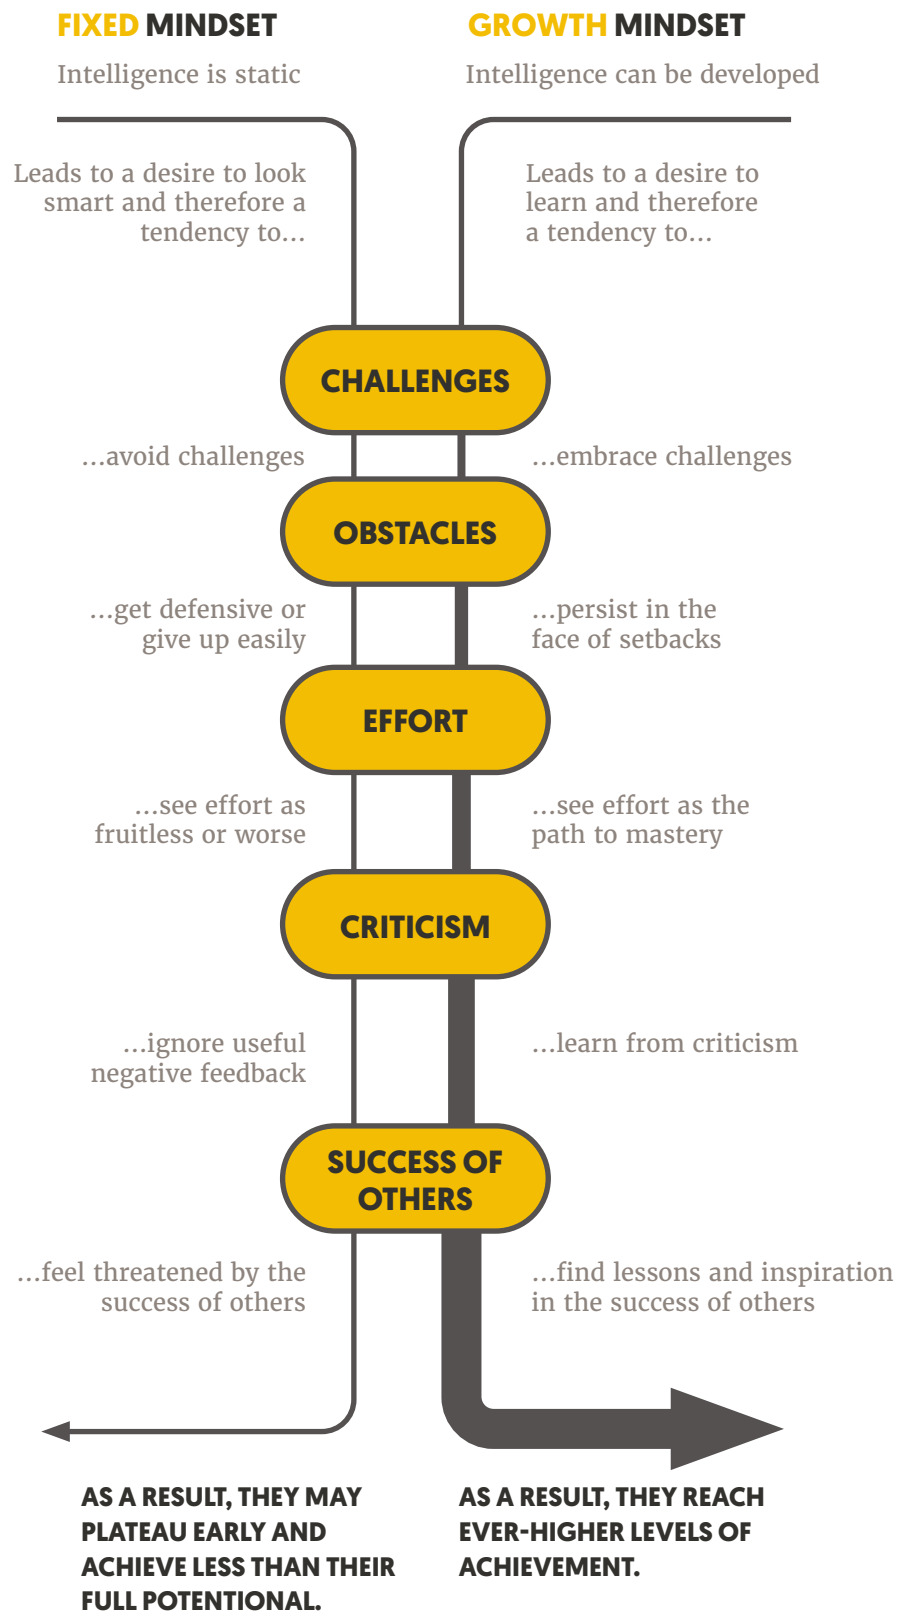 FIXED MINDSET
Intelligence is static
GROWTH MINDSET
Intelligence can be developed
Leads to a desire to look
smart and therefore a
tendency to...
Leads to a desire to
learn and therefore
a tendency to...
CHALLENGES
...avoid challenges
...embrace challenges
OBSTACLES
...get defensive or
give up easily
...persist in the
face of setbacks
EFFORT
...see effort as
fruitless or worse
...see effort as the
path to mastery
CRITICISM
...ignore useful
negative feedback
...learn from criticism
SUCCESS OF
OTHERS
...feel threatened by the
success of others
...find lessons and inspiration
in the success of others
AS A RESULT, THEY MAY
PLATEAU EARLY AND
ACHIEVE LESS THAN THEIR
FULL POTENTIONAL.
AS A RESULT, THEY REACH
EVER-HIGHER LEVELS OF
ACHIEVEMENT.